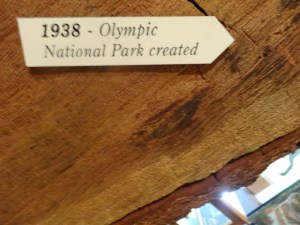 1938 - Olympic
National Park created